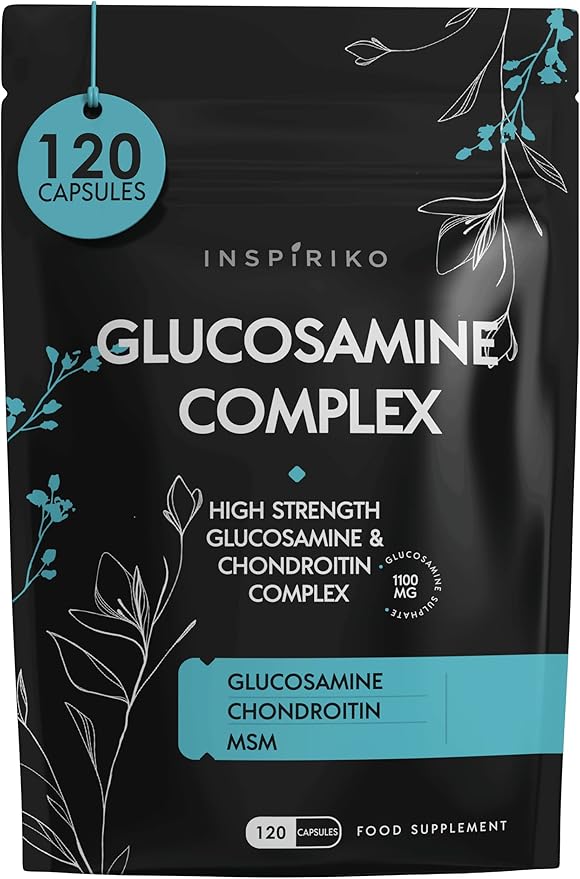 120
CAPSULES
INSPIRIKO
GLUCOSAMINE
COMPLEX
HIGH STRENGTH
GLUCOSAMINE &
CHONDROITIN
COMPLEX
• GLUCOSAMINE SULPHATE •
1100
MG
GLUCOSAMINE
CHONDROITIN
MSM
120 CAPSULES FOOD SUPPLEMENT